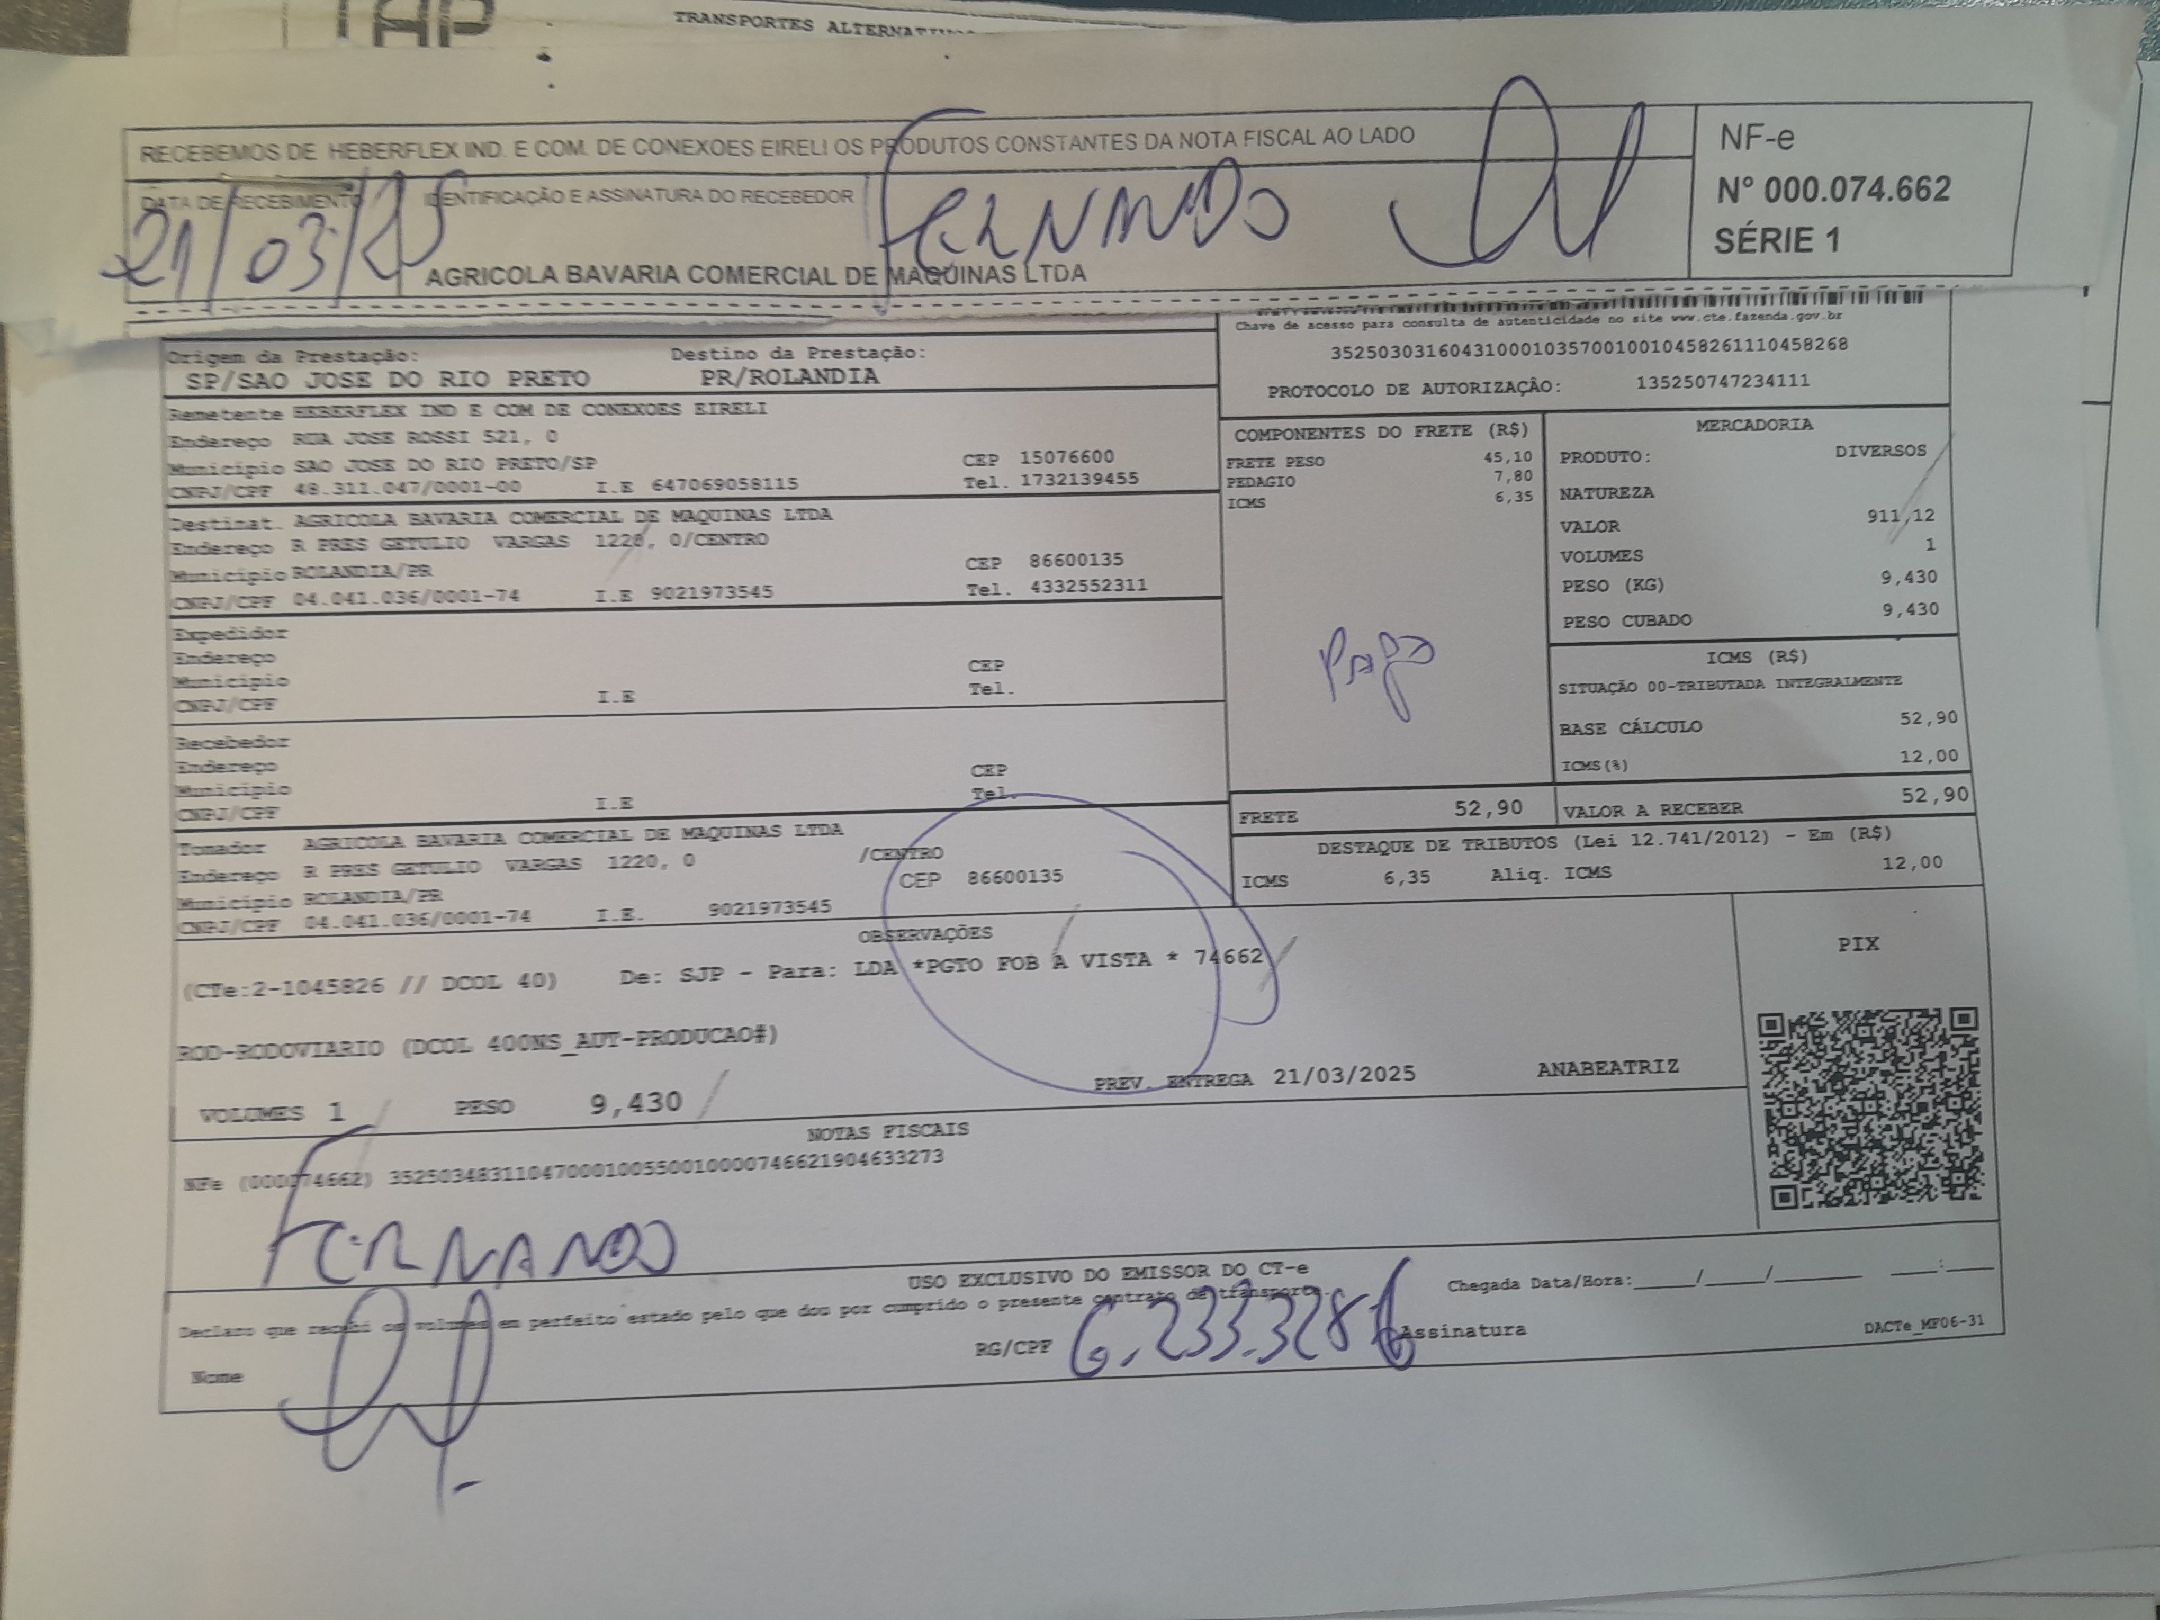 TRANSPORTES
RECEBEMOS DE HEBERFLEX IND. E COM. DE CONEXOES EIRELI OS PRODUTOS CONSTANTES DA NOTA FISCAL AO LADO
NF-e
Nº 000.074.662
SÉRIE 1
DATA DE RECEBIMENTO IDENTIFICAÇÃO E ASSINATURA DO RECEBEDOR
21/03/25 FERNANDO
AGRICOLA BAVARIA COMERCIAL DE MAQUINAS LTDA
Chave de acesso para consulta de autenticidade no site www.cte.fazenda.gov.br
35250303160431000103570010010458261110458268
PROTOCOLO DE AUTORIZAÇÃO: 135250747234111
Origem da Prestação: Destino da Prestação:
SP/SAO JOSE DO RIO PRETO PR/ROLANDIA
Remetente HEBERFLEX IND E COM DE CONEXOES EIRELI
Endereço RUA JOSE ROSSI 521, 0
Município SAO JOSE DO RIO PRETO/SP CEP 15076600
CNPJ/CPF 48.311.047/0001-00 I.E 647069058115 Tel. 1732139455
Destinat. AGRICOLA BAVARIA COMERCIAL DE MAQUINAS LTDA
Endereço R PRES GETULIO VARGAS 1220, 0/CENTRO
Município ROLANDIA/PR CEP 86600135
CNPJ/CPF 04.041.036/0001-74 I.E 9021973545 Tel. 4332552311
Expedidor
Endereço
Município CEP
CNPJ/CPF I.E Tel.
Recebedor
Endereço
Município CEP
CNPJ/CPF I.E Tel.
Tomador AGRICOLA BAVARIA COMERCIAL DE MAQUINAS LTDA
Endereço R PRES GETULIO VARGAS 1220, 0 /CENTRO
Município ROLANDIA/PR CEP 86600135
CNPJ/CPF 04.041.036/0001-74 I.E. 9021973545
COMPONENTES DO FRETE (R$)
FRETE PESO 45,10
PEDAGIO 7,80
ICMS 6,35
Pago
MERCADORIA
PRODUTO: DIVERSOS
NATUREZA
VALOR 911,12
VOLUMES 1
PESO (KG) 9,430
PESO CUBADO 9,430
ICMS (R$)
SITUAÇÃO 00-TRIBUTADA INTEGRALMENTE
BASE CÁLCULO 52,90
ICMS(%) 12,00
FRETE 52,90 VALOR A RECEBER 52,90
DESTAQUE DE TRIBUTOS (Lei 12.741/2012) - Em (R$)
ICMS 6,35 Aliq. ICMS 12,00
OBSERVAÇÕES
(CTe:2-1045826 // DCOL 40) De: SJP - Para: LDA *PGTO FOB A VISTA * 74662
ROD-RODOVIARIO (DCOL 400NS_AUT-PRODUCAO#)
PREV. ENTREGA 21/03/2025 ANABEATRIZ
VOLUMES 1 PESO 9,430
PIX
NOTAS FISCAIS
NFe (000074662) 35250348311047000100550010000746621904633273
FERNANDO
USO EXCLUSIVO DO EMISSOR DO CT-e
Declaro que recebi os volumes em perfeito estado pelo que dou por cumprido o presente contrato de transporte.
Chegada Data/Hora:____/____/____ ____:____
Nome RG/CPF 6.233.328 Assinatura
DACTe_MF06-31